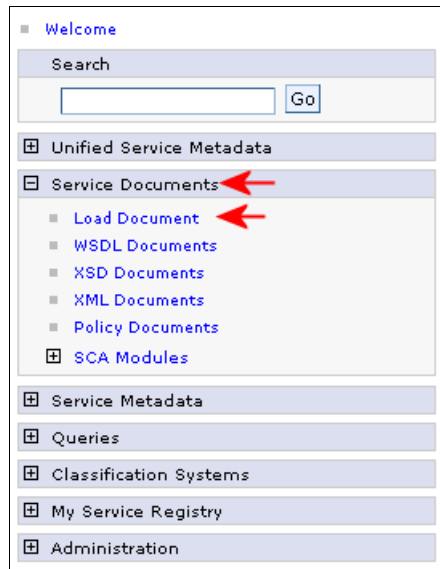 Welcome
Search
Go
Unified Service Metadata
Service Documents
Load Document
WSDL Documents
XSD Documents
XML Documents
Policy Documents
SCA Modules
Service Metadata
Queries
Classification Systems
My Service Registry
Administration